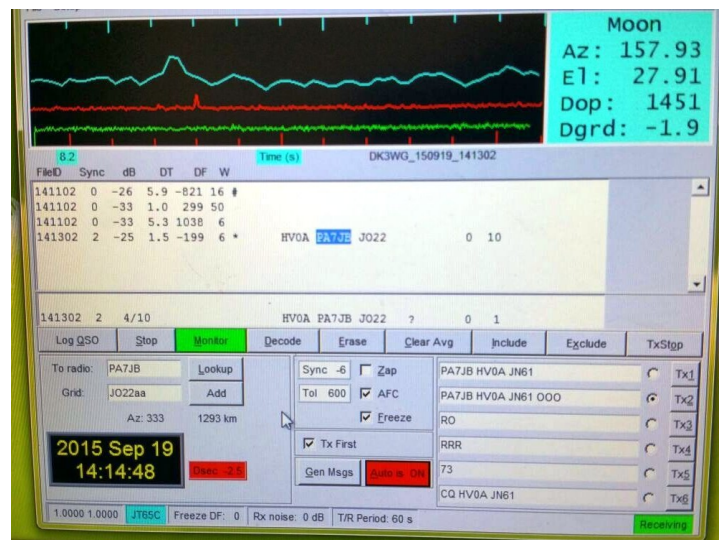 Moon
Az: 157.93
El: 27.91
Dop: 1451
Dgrd: -1.9
8.2
Time (s)
DK3WG_150919_141302
FileID Sync dB DT DF W
141102 0 -26 5.9 -821 16 #
141102 0 -33 1.0 299 50
141102 0 -33 5.3 1038 6
141302 2 -25 1.5 -199 6 * HV0A PA7JB JO22 0 10
141302 2 4/10 HV0A PA7JB JO22 ? 0 1
Log QSO Stop Monitor Decode Erase Clear Avg Include Exclude TxStop
To radio: PA7JB Lookup
Grid: JO22aa Add
Az: 333 1293 km
2015 Sep 19
14:14:48
Dsec -2.5
Sync -6 Zap
Tol 600 AFC
Freeze
Tx First
Gen Msgs Auto is ON
PA7JB HV0A JN61 Tx1
PA7JB HV0A JN61 OOO Tx2
RO Tx3
RRR Tx4
73 Tx5
CQ HV0A JN61 Tx6
1.0000 1.0000 JT65C Freeze DF: 0 Rx noise: 0 dB T/R Period: 60 s Receiving